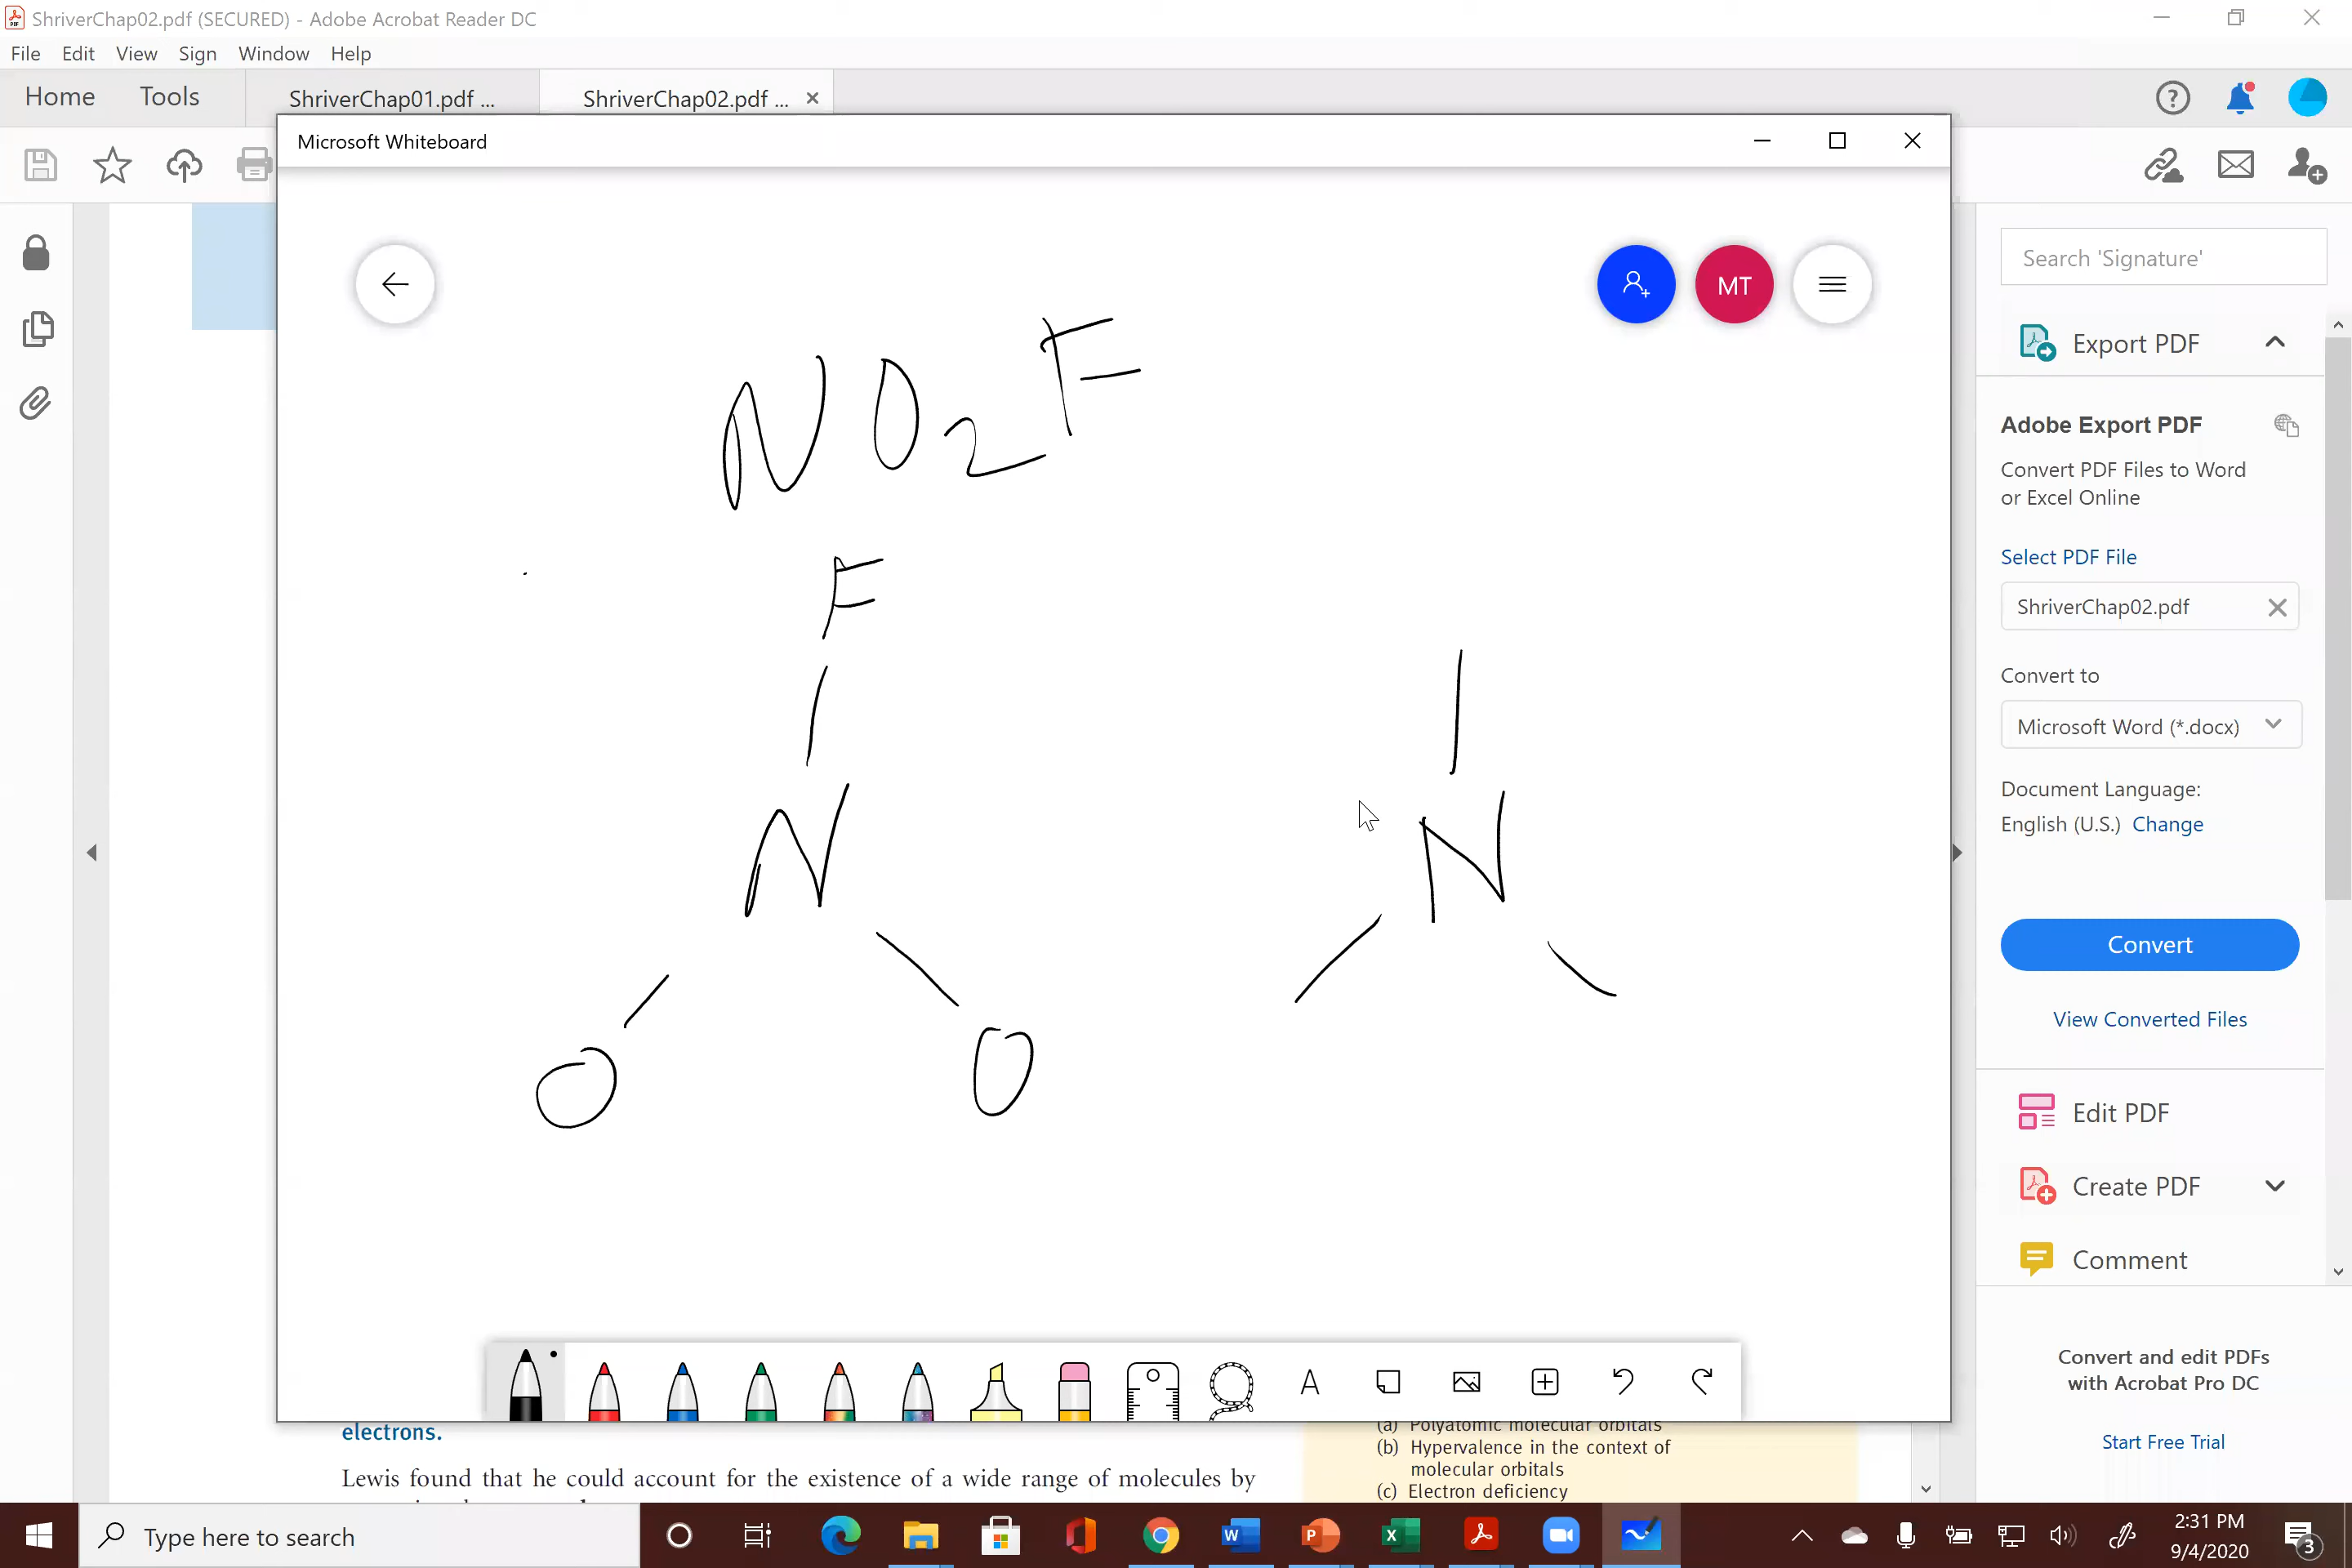 ShriverChap02.pdf (SECURED) - Adobe Acrobat Reader DC
File Edit View Sign Window Help
Home Tools ShriverChap01.pdf ... ShriverChap02.pdf ...
Microsoft Whiteboard
MT
NO2F
F
N
O O
N
Search 'Signature'
Export PDF
Adobe Export PDF
Convert PDF Files to Word
or Excel Online
Select PDF File
ShriverChap02.pdf
Convert to
Microsoft Word (*.docx)
Document Language:
English (U.S.) Change
Convert
View Converted Files
Edit PDF
Create PDF
Comment
Convert and edit PDFs
with Acrobat Pro DC
Start Free Trial
electrons.
Lewis found that he could account for the existence of a wide range of molecules by
(a) Polyatomic molecular orbitals
(b) Hypervalence in the context of
molecular orbitals
(c) Electron deficiency
Type here to search
2:31 PM
9/4/2020
3